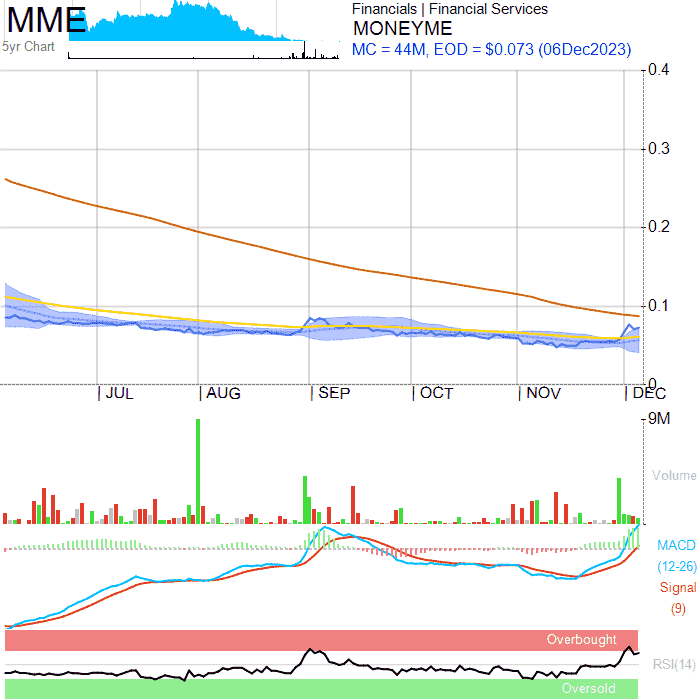 MME
Financials | Financial Services
MONEYME
5yr Chart
MC = 44M, EOD = $0.073 (06Dec2023)
0.4
0.3
0.2
0.1
0
JUL AUG SEP OCT NOV DEC
9M
Volume
MACD
(12-26)
Signal
(9)
Overbought
RSI(14)
Oversold